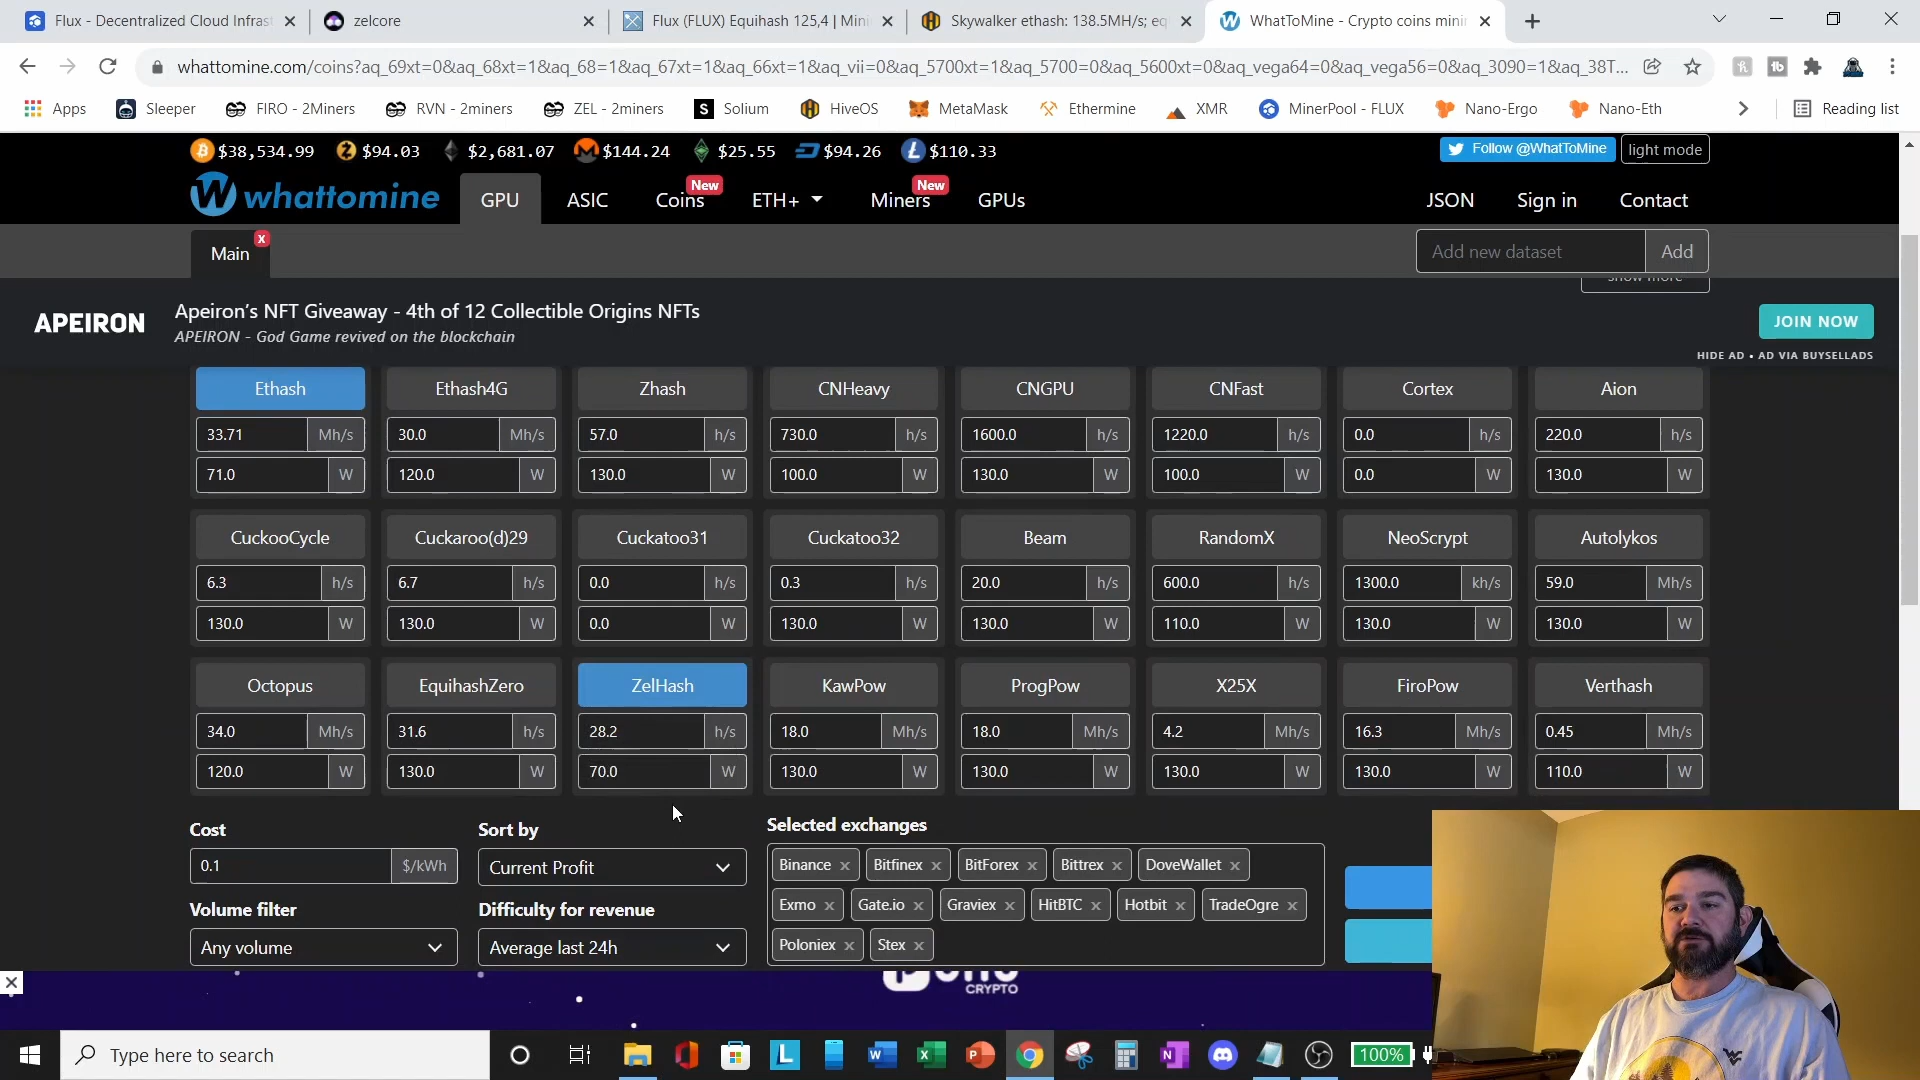 Flux - Decentralized Cloud Infrast
zelcore
Flux (FLUX) Equihash 125,4 | Mini
Skywalker ethash: 138.5MH/s; eq
WhatToMine - Crypto coins mini
whattomine.com/coins?aq_69xt=0&aq_68xt=1&aq_68=1&aq_67xt=1&aq_66xt=1&aq_vii=0&aq_5700xt=1&aq_5700=0&aq_5600xt=0&aq_vega64=0&aq_vega56=0&aq_3090=1&aq_38T...
Apps Sleeper FIRO - 2Miners RVN - 2miners ZEL - 2miners Solium HiveOS MetaMask Ethermine XMR MinerPool - FLUX Nano-Ergo Nano-Eth Reading list
$38,534.99 $94.03 $2,681.07 $144.24 $25.55 $94.26 $110.33 Follow @WhatToMine light mode
whattomine GPU ASIC Coins New ETH+ Miners New GPUs JSON Sign in Contact
Main x Add new dataset Add
show more
APEIRON
Apeiron's NFT Giveaway - 4th of 12 Collectible Origins NFTs
APEIRON - God Game revived on the blockchain
JOIN NOW
HIDE AD • AD VIA BUYSELLADS
Ethash Ethash4G Zhash CNHeavy CNGPU CNFast Cortex Aion
33.71 Mh/s 30.0 Mh/s 57.0 h/s 730.0 h/s 1600.0 h/s 1220.0 h/s 0.0 h/s 220.0 h/s
71.0 W 120.0 W 130.0 W 100.0 W 130.0 W 100.0 W 0.0 W 130.0 W
CuckooCycle Cuckaroo(d)29 Cuckatoo31 Cuckatoo32 Beam RandomX NeoScrypt Autolykos
6.3 h/s 6.7 h/s 0.0 h/s 0.3 h/s 20.0 h/s 600.0 h/s 1300.0 kh/s 59.0 Mh/s
130.0 W 130.0 W 0.0 W 130.0 W 130.0 W 110.0 W 130.0 W 130.0 W
Octopus EquihashZero ZelHash KawPow ProgPow X25X FiroPow Verthash
34.0 Mh/s 31.6 h/s 28.2 h/s 18.0 Mh/s 18.0 Mh/s 4.2 Mh/s 16.3 Mh/s 0.45 Mh/s
120.0 W 130.0 W 70.0 W 130.0 W 130.0 W 130.0 W 130.0 W 110.0 W
Cost Sort by Selected exchanges
0.1 $/kWh Current Profit
Binance Bitfinex BitForex Bittrex DoveWallet
Exmo Gate.io Graviex HitBTC Hotbit TradeOgre
Poloniex Stex
Volume filter Difficulty for revenue
Any volume Average last 24h
CRYPTO
Type here to search 100%